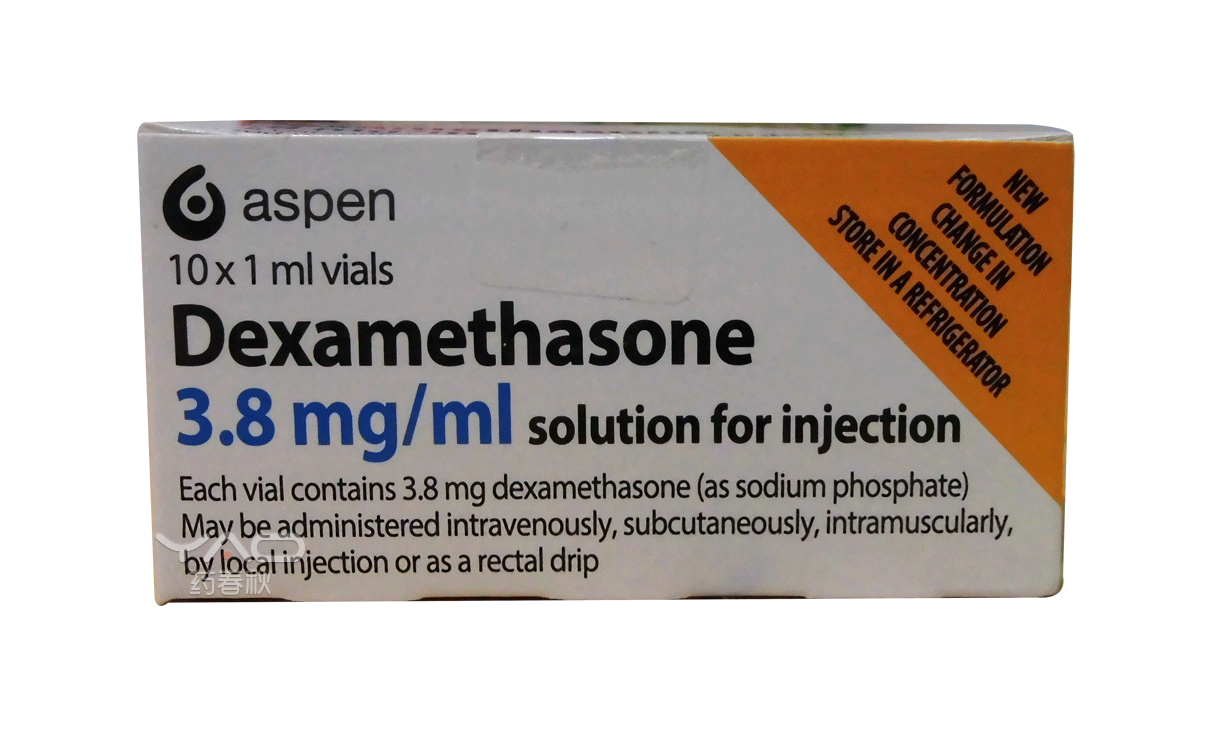 aspen
10 x 1 ml vials
Dexamethasone
3.8 mg/ml solution for injection
Each vial contains 3.8 mg dexamethasone (as sodium phosphate)
May be administered intravenously, subcutaneously, intramuscularly,
by local injection or as a rectal drip
NEW
FORMULATION
CHANGE IN
CONCENTRATION
STORE IN A REFRIGERATOR
YAO
药春秋